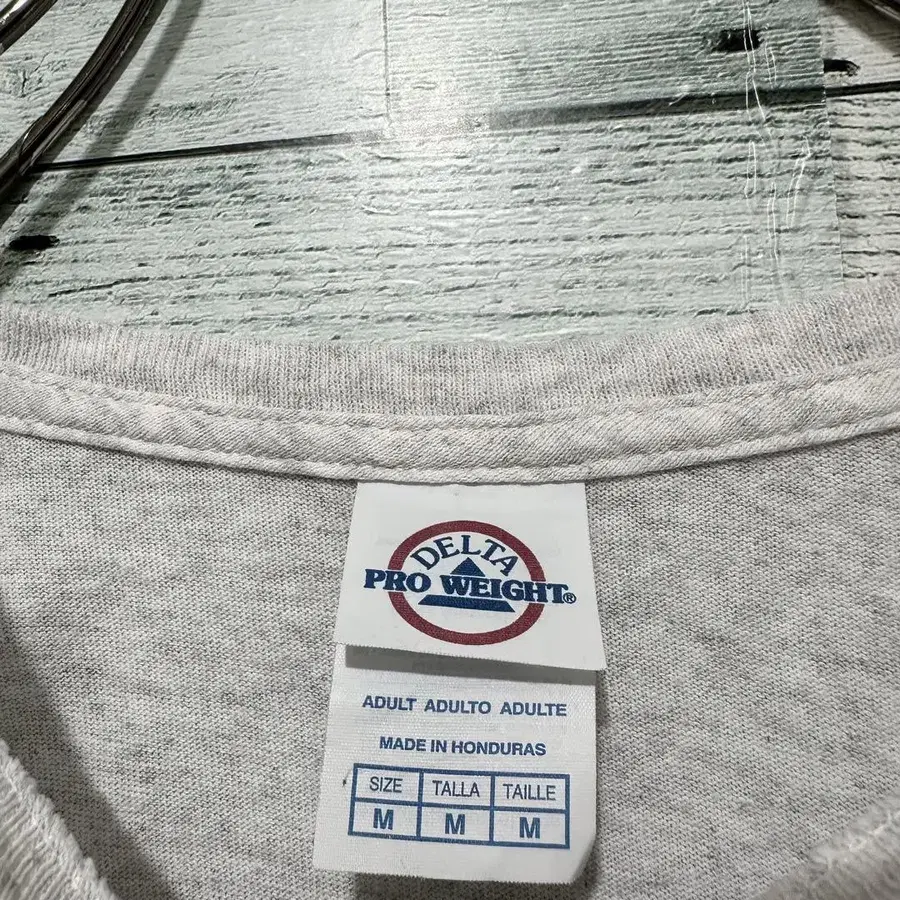 DELTA
PRO WEIGHT®
ADULT ADULTO ADULTE
MADE IN HONDURAS
SIZE TALLA TAILLE
M M M